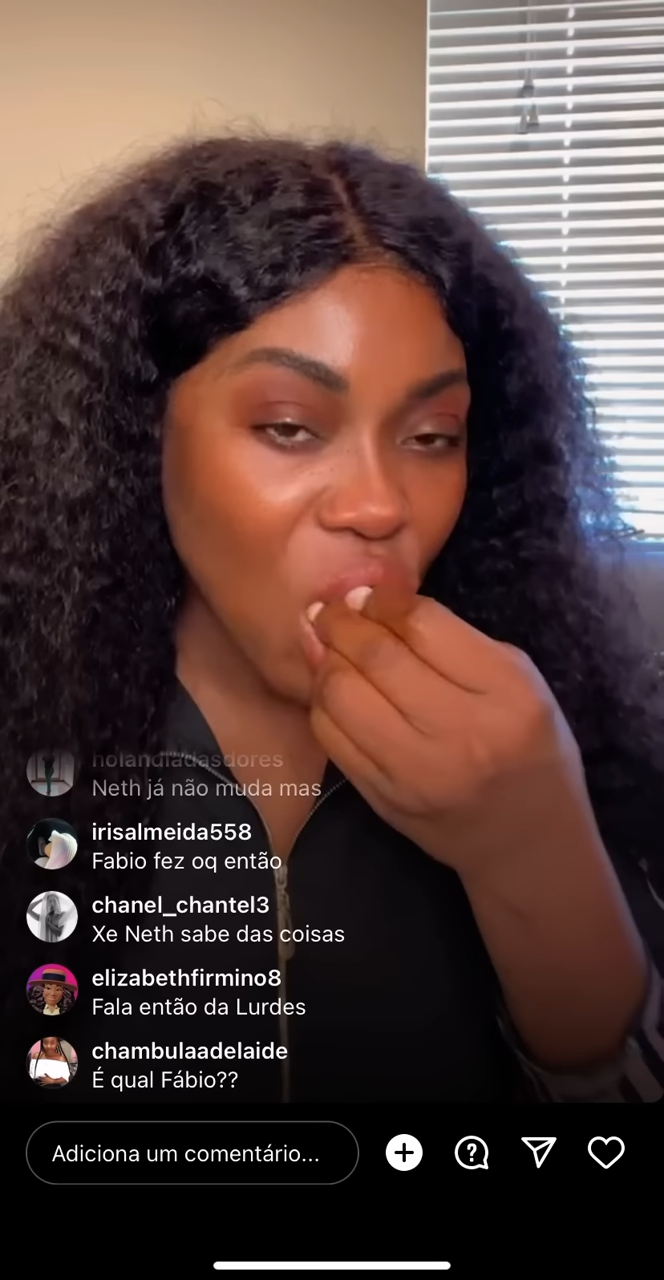 holandiadasdores
Neth já não muda mas
irisalmeida558
Fabio fez oq então
chanel_chantel3
Xe Neth sabe das coisas
elizabethfirmino8
Fala então da Lurdes
chambulaadelaide
É qual Fábio??
Adiciona um comentário...